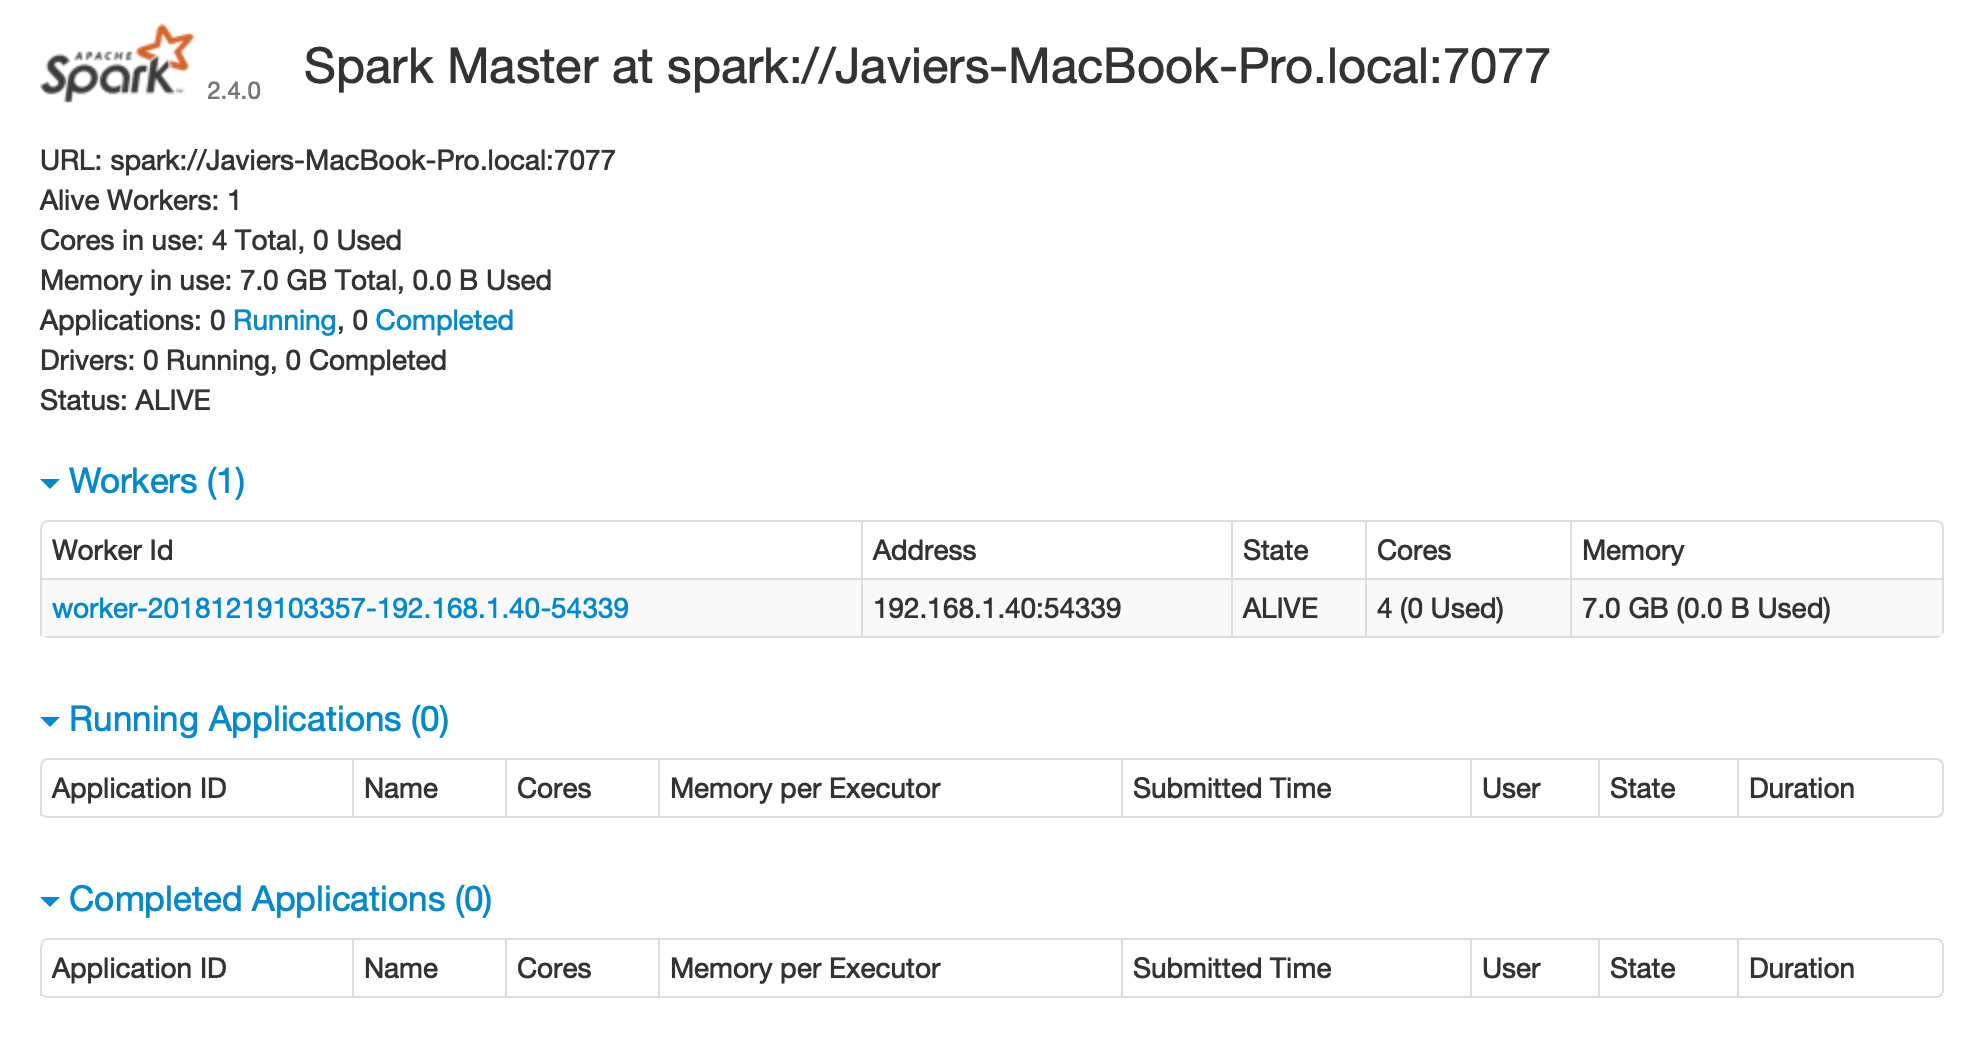 APACHE
Spark™ 2.4.0 Spark Master at spark://Javiers-MacBook-Pro.local:7077
URL: spark://Javiers-MacBook-Pro.local:7077
Alive Workers: 1
Cores in use: 4 Total, 0 Used
Memory in use: 7.0 GB Total, 0.0 B Used
Applications: 0 Running, 0 Completed
Drivers: 0 Running, 0 Completed
Status: ALIVE
Workers (1)
Worker Id Address State Cores Memory
worker-20181219103357-192.168.1.40-54339 192.168.1.40:54339 ALIVE 4 (0 Used) 7.0 GB (0.0 B Used)
Running Applications (0)
Application ID Name Cores Memory per Executor Submitted Time User State Duration
Completed Applications (0)
Application ID Name Cores Memory per Executor Submitted Time User State Duration